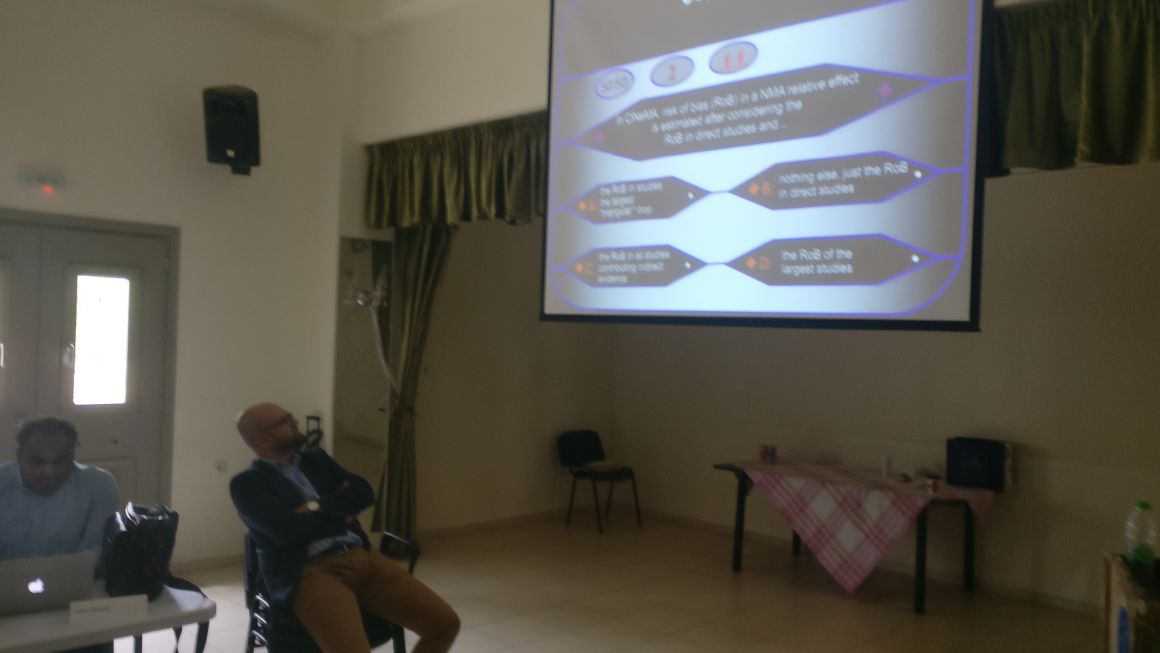 50:50
In CINeMA, risk of bias (RoB) in a NMA relative effect
is estimated after considering the
RoB in direct studies and...
A: the RoB in studies
the largest
"triangular" loop
B: nothing else, just the RoB
in direct studies
C: the RoB in all studies
contributing indirect
evidence
D: the RoB of the
largest studies